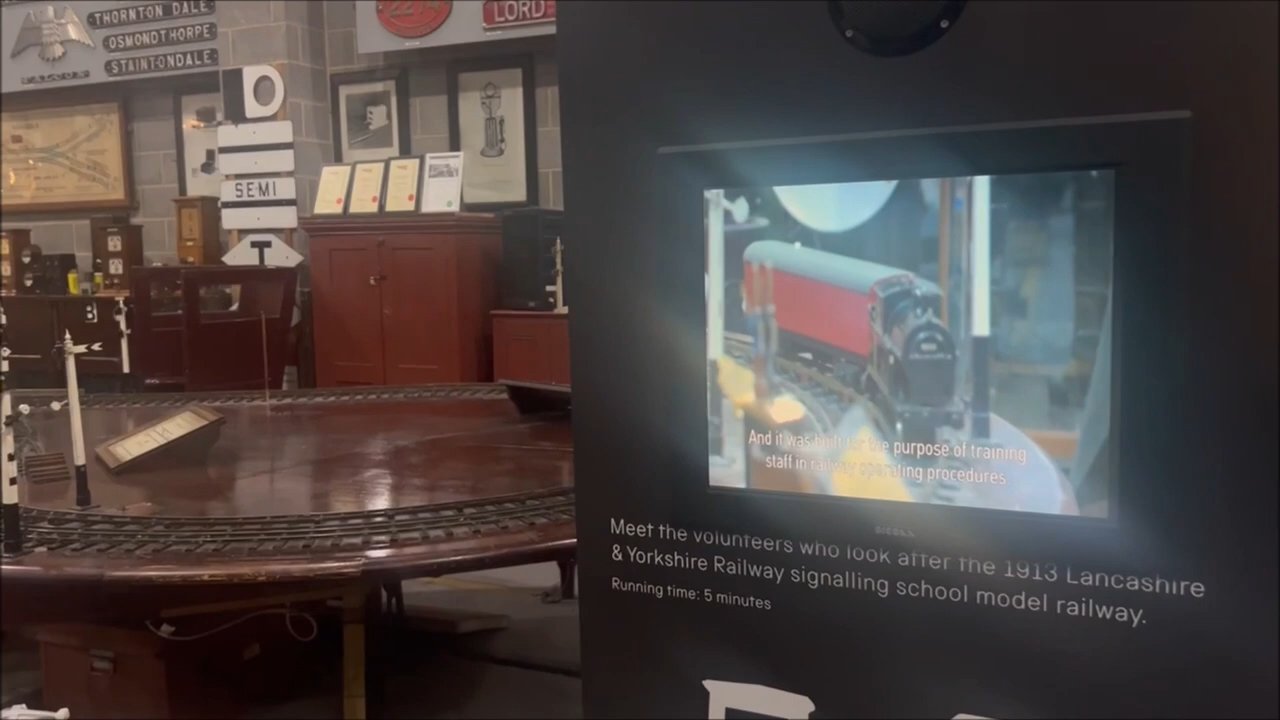 THORNTON DALE
OSMONDTHORPE
STAINTONDALE
FALCON
2274
LORD
D
SEMI
T
And it was built for the purpose of training
staff in railway operating procedures
Meet the volunteers who look after the 1913 Lancashire
& Yorkshire Railway signalling school model railway.
Running time: 5 minutes